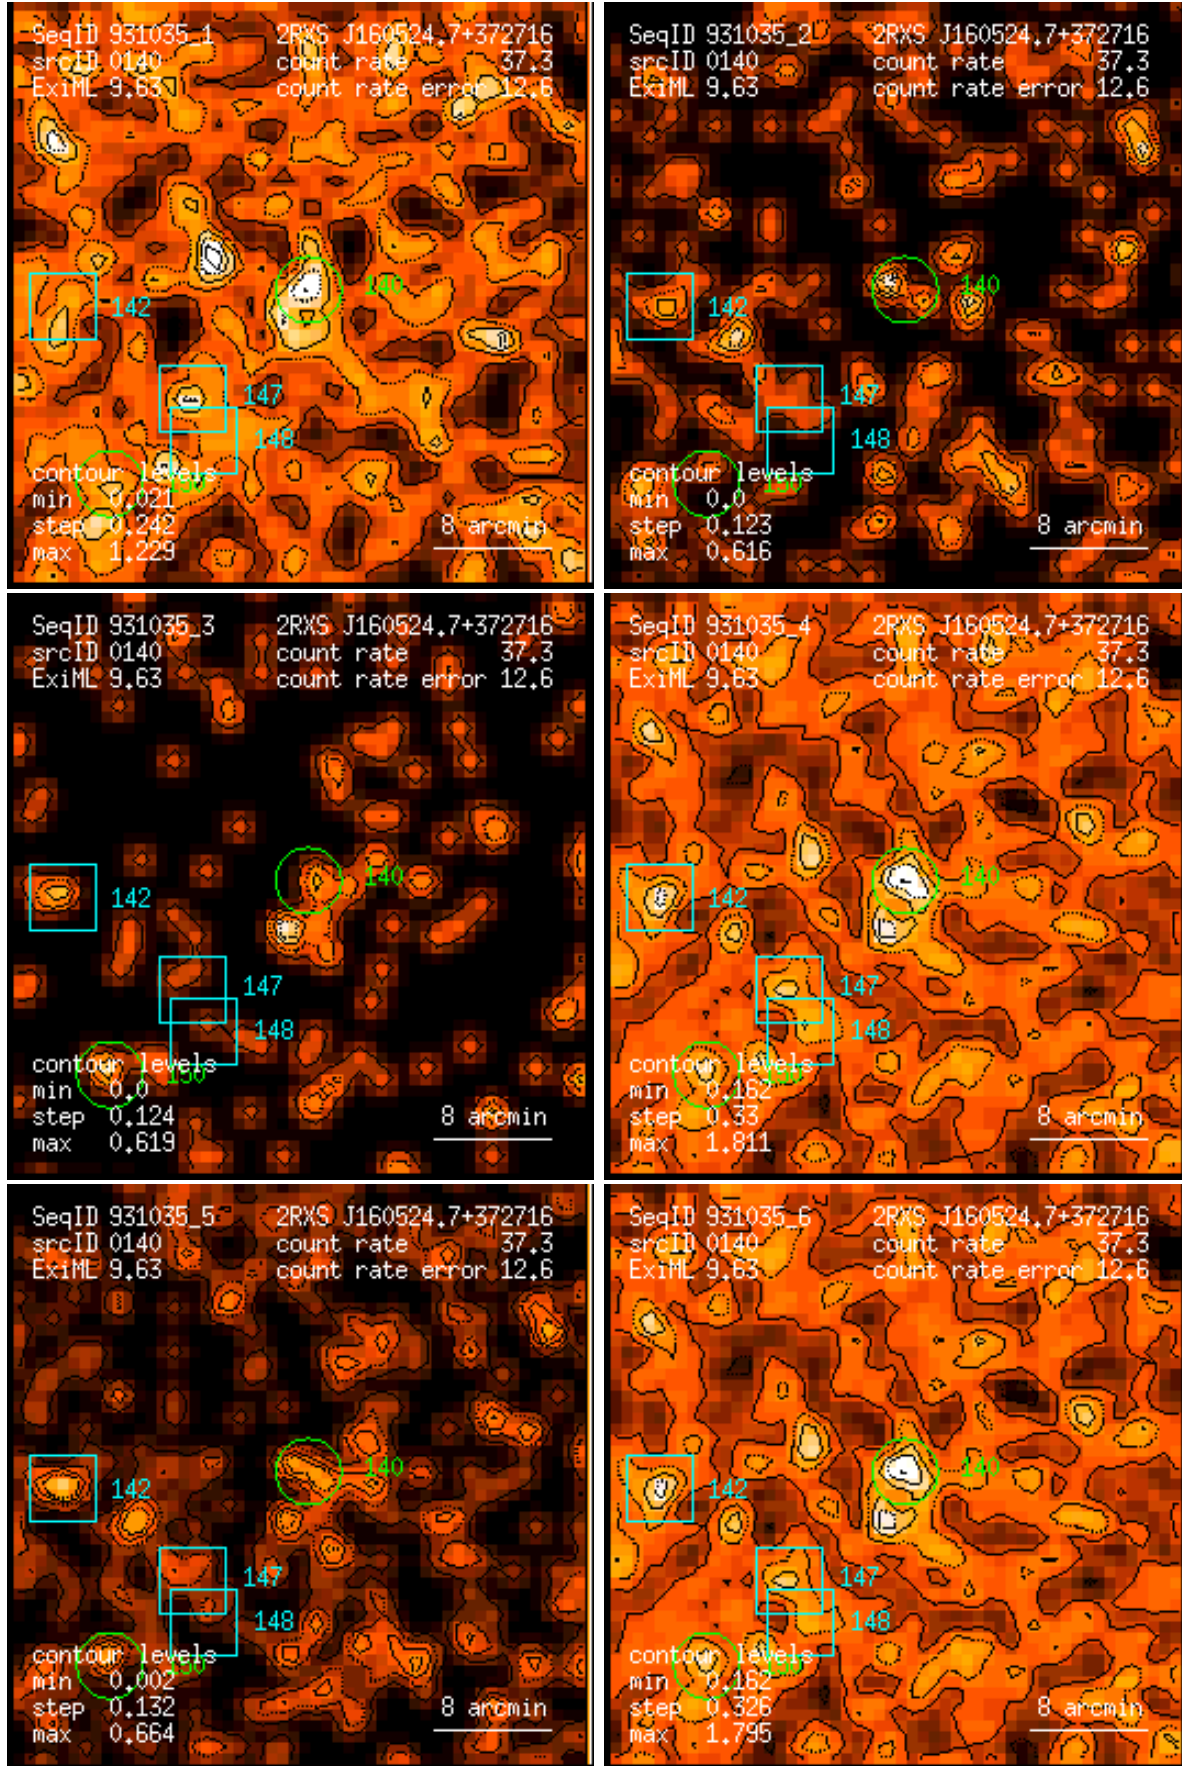 SeqID 931035_1 2RXS J160524.7+372716
srcID 0140 count rate 37.3
ExiML 9.63 count rate error 12.6
140
142
147
148
contour levels
150
min 0.021
step 0.242 8 arcmin
max 1.229
SeqID 931035_2 2RXS J160524.7+372716
srcID 0140 count rate 37.3
ExiML 9.63 count rate error 12.6
140
142
147
148
contour levels
150
min 0.0
step 0.123 8 arcmin
max 0.616
SeqID 931035_3 2RXS J160524.7+372716
srcID 0140 count rate 37.3
ExiML 9.63 count rate error 12.6
140
142
147
148
contour levels
150
min 0.0
step 0.124 8 arcmin
max 0.619
SeqID 931035_4 2RXS J160524.7+372716
srcID 0140 count rate 37.3
ExiML 9.63 count rate error 12.6
140
142
147
148
contour levels
150
min 0.162
step 0.33 8 arcmin
max 1.811
SeqID 931035_5 2RXS J160524.7+372716
srcID 0140 count rate 37.3
ExiML 9.63 count rate error 12.6
140
142
147
148
contour levels
150
min 0.002
step 0.132 8 arcmin
max 0.664
SeqID 931035_6 2RXS J160524.7+372716
srcID 0140 count rate 37.3
ExiML 9.63 count rate error 12.6
140
142
147
148
contour levels
150
min 0.162
step 0.326 8 arcmin
max 1.795